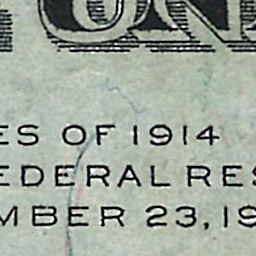 ES OF 1914
EDERAL RES
MBER 23, 19